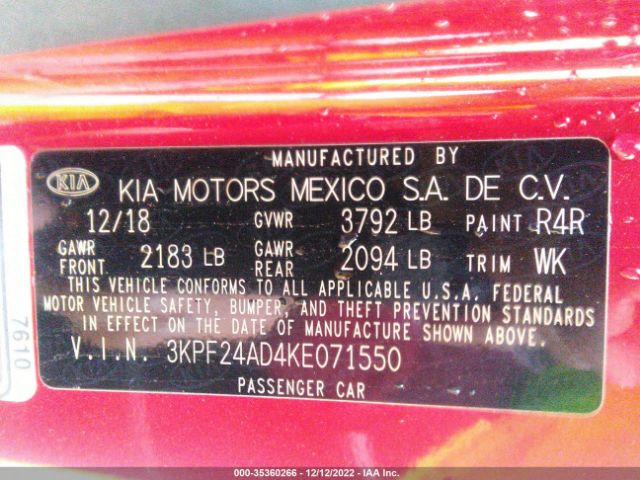 MANUFACTURED BY
KIA KIA MOTORS MEXICO S.A. DE C.V.
12/18 GVWR 3792 LB PAINT R4R
GAWR FRONT 2183 LB GAWR REAR 2094 LB TRIM WK
THIS VEHICLE CONFORMS TO ALL APPLICABLE U.S.A. FEDERAL
MOTOR VEHICLE SAFETY, BUMPER, AND THEFT PREVENTION STANDARDS
IN EFFECT ON THE DATE OF MANUFACTURE SHOWN ABOVE.
V.I.N. 3KPF24AD4KE071550
PASSENGER CAR
7610
000-35360266 - 12/12/2022 - IAA Inc.